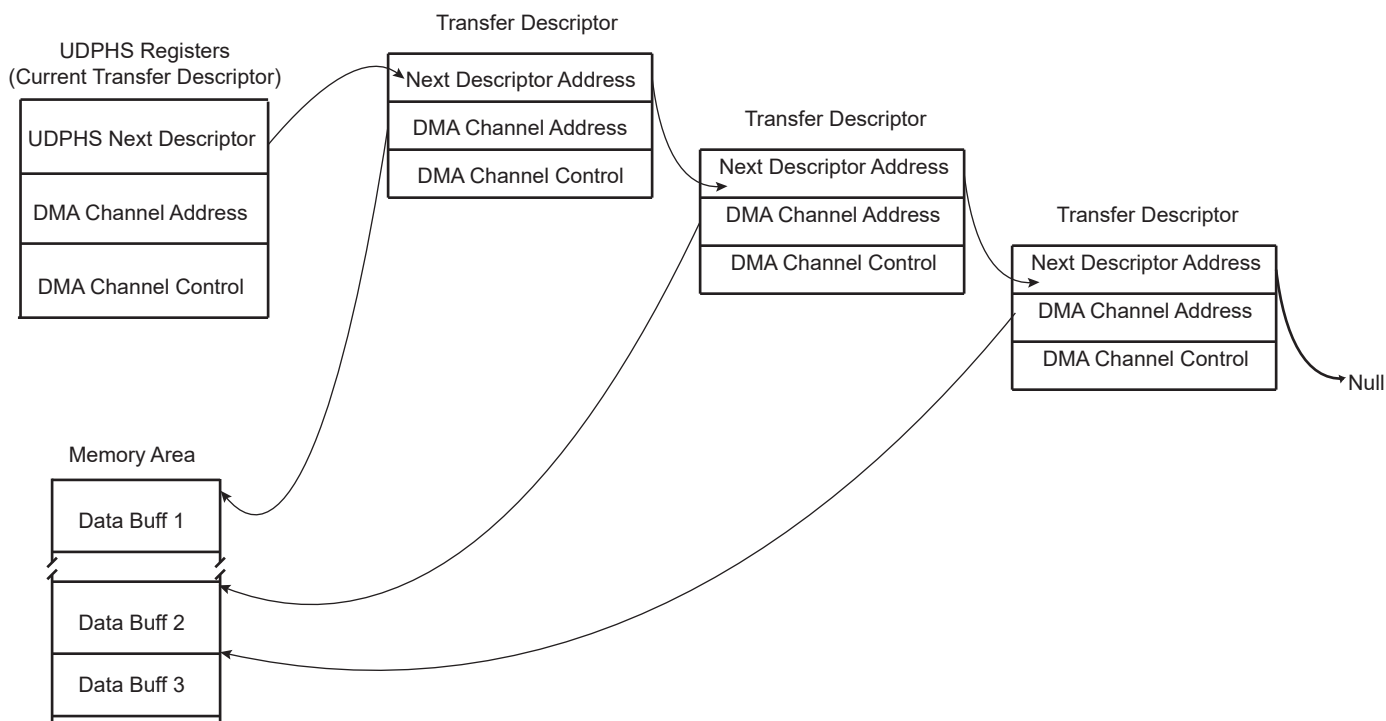 Transfer Descriptor
UDPHS Registers
(Current Transfer Descriptor)
Next Descriptor Address
DMA Channel Address
DMA Channel Control
UDPHS Next Descriptor
DMA Channel Address
DMA Channel Control
Transfer Descriptor
Next Descriptor Address
DMA Channel Address
DMA Channel Control
Transfer Descriptor
Next Descriptor Address
DMA Channel Address
DMA Channel Control
Null
Memory Area
Data Buff 1
Data Buff 2
Data Buff 3